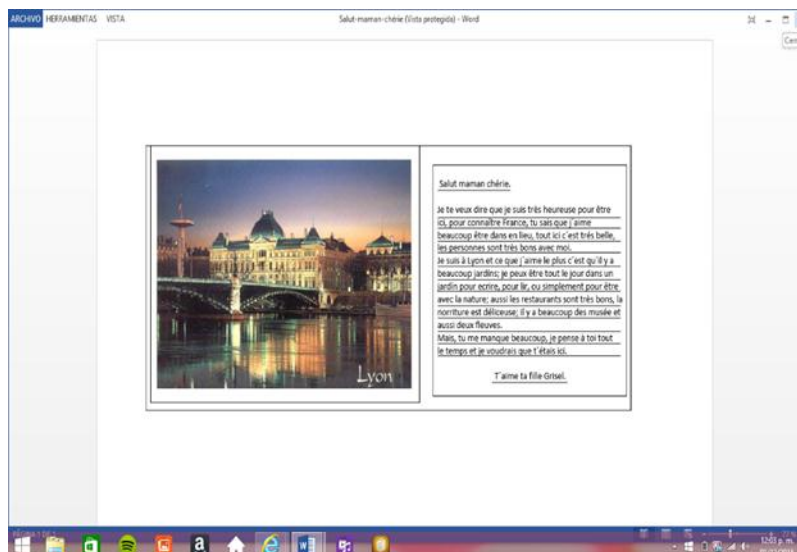 ARCHIVO HERRAMIENTAS VISTA
Salut-maman-chérie (Vista protegida) - Word
Cerr
Salut maman chérie.
Je te veux dire que je suis très heureuse pour être
ici, pour connaître France, tu sais que j´aime
beaucoup être dans en lieu, tout ici c´est très belle,
les personnes sont très bons avec moi.
Je suis à Lyon et ce que j´aime le plus c´est qu´il y a
beaucoup jardins; je peux être tout le jour dans un
jardin pour ecrire, pour lir, ou simplement pour être
avec la nature; aussi les restaurants sont très bons, la
norriture est déliceuse; il y a beaucoup des musée et
aussi deux fleuves.
Mais, tu me manque beaucoup, je pense à toi tout
le temps et je voudrais que t´étais ici.
T´aime ta fille Grisel.
Lyon
PÁGINA 1 DE
12:03 p. m.